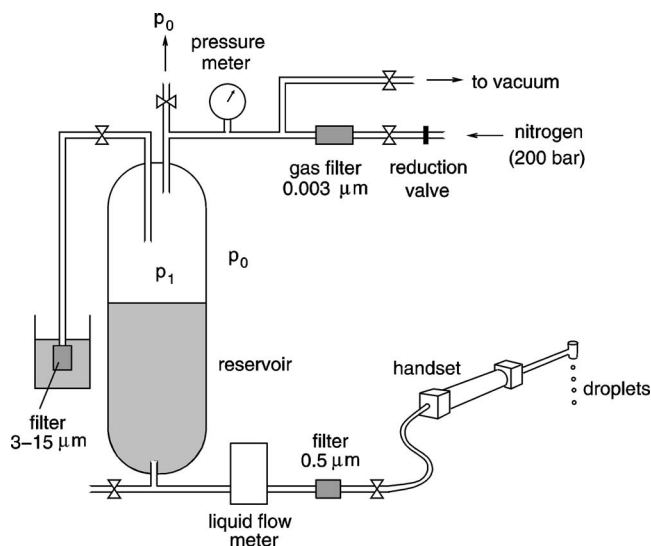 p0
pressure
meter
to vacuum
nitrogen
(200 bar)
gas filter
0.003 μm
reduction
valve
p1
p0
reservoir
filter
3–15 μm
handset
droplets
filter
0.5 μm
liquid flow
meter